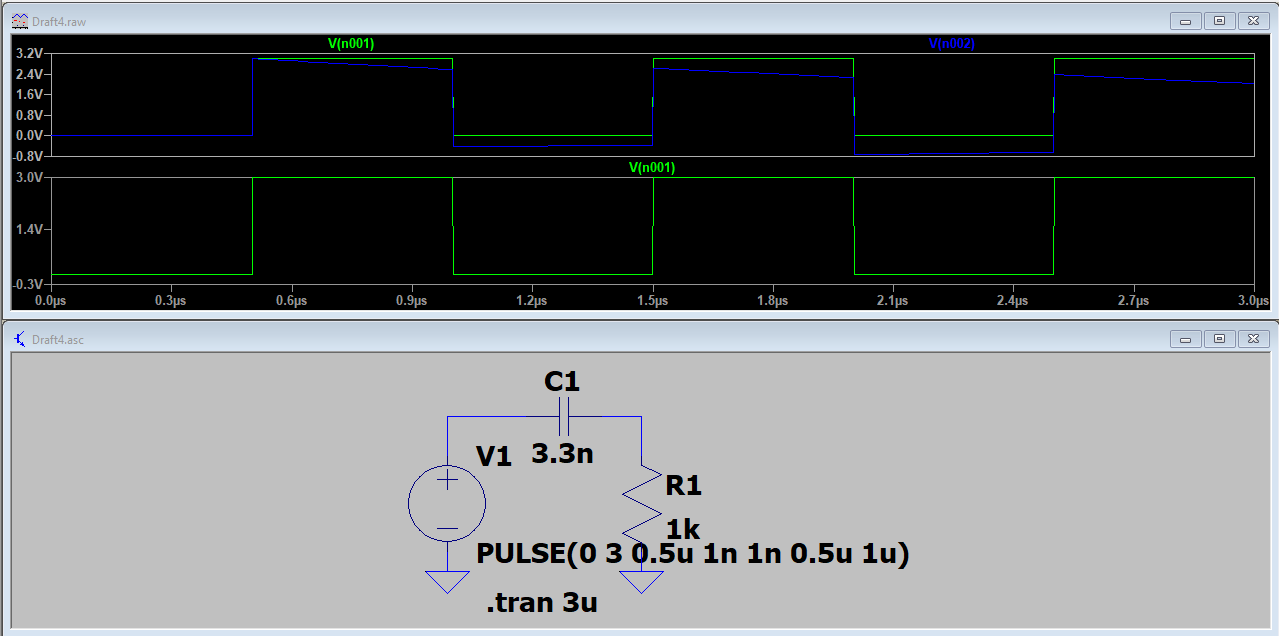 Draft4.raw
V(n001) V(n002)
3.2V
2.4V
1.6V
0.8V
0.0V
-0.8V
V(n001)
3.0V
1.4V
-0.3V
0.0µs 0.3µs 0.6µs 0.9µs 1.2µs 1.5µs 1.8µs 2.1µs 2.4µs 2.7µs 3.0µs
Draft4.asc
C1
V1 3.3n
R1
1k
PULSE(0 3 0.5u 1n 1n 0.5u 1u)
.tran 3u